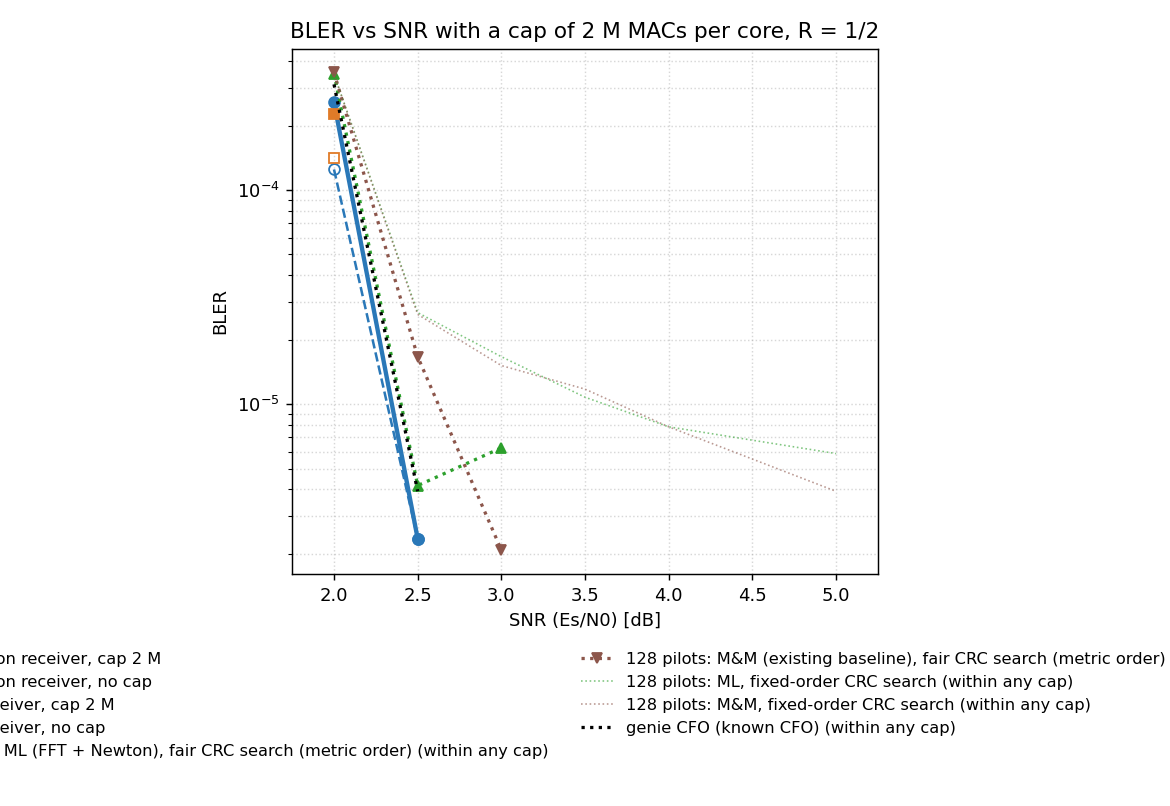 BLER vs SNR with a cap of 2 M MACs per core, R = 1/2
10⁻⁴
10⁻⁵
BLER
2.0 2.5 3.0 3.5 4.0 4.5 5.0
SNR (Es/N0) [dB]
on receiver, cap 2 M
on receiver, no cap
eiver, cap 2 M
eiver, no cap
ML (FFT + Newton), fair CRC search (metric order) (within any cap)
128 pilots: M&M (existing baseline), fair CRC search (metric order)
128 pilots: ML, fixed-order CRC search (within any cap)
128 pilots: M&M, fixed-order CRC search (within any cap)
genie CFO (known CFO) (within any cap)